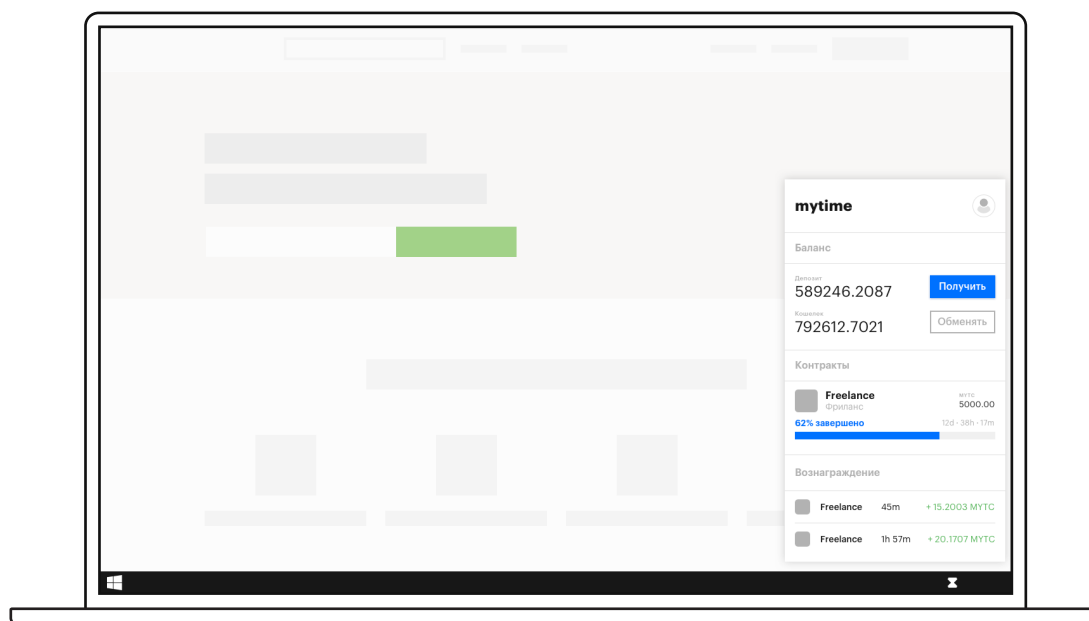 mytime
Баланс
Депозит
589246.2087
Получить
Кошелек
792612.7021
Обменять
Контракты
Freelance
Фриланс
MYTC
5000.00
62% завершено
12d · 38h · 17m
Вознаграждение
Freelance 45m + 15.2003 MYTC
Freelance 1h 57m + 20.1707 MYTC